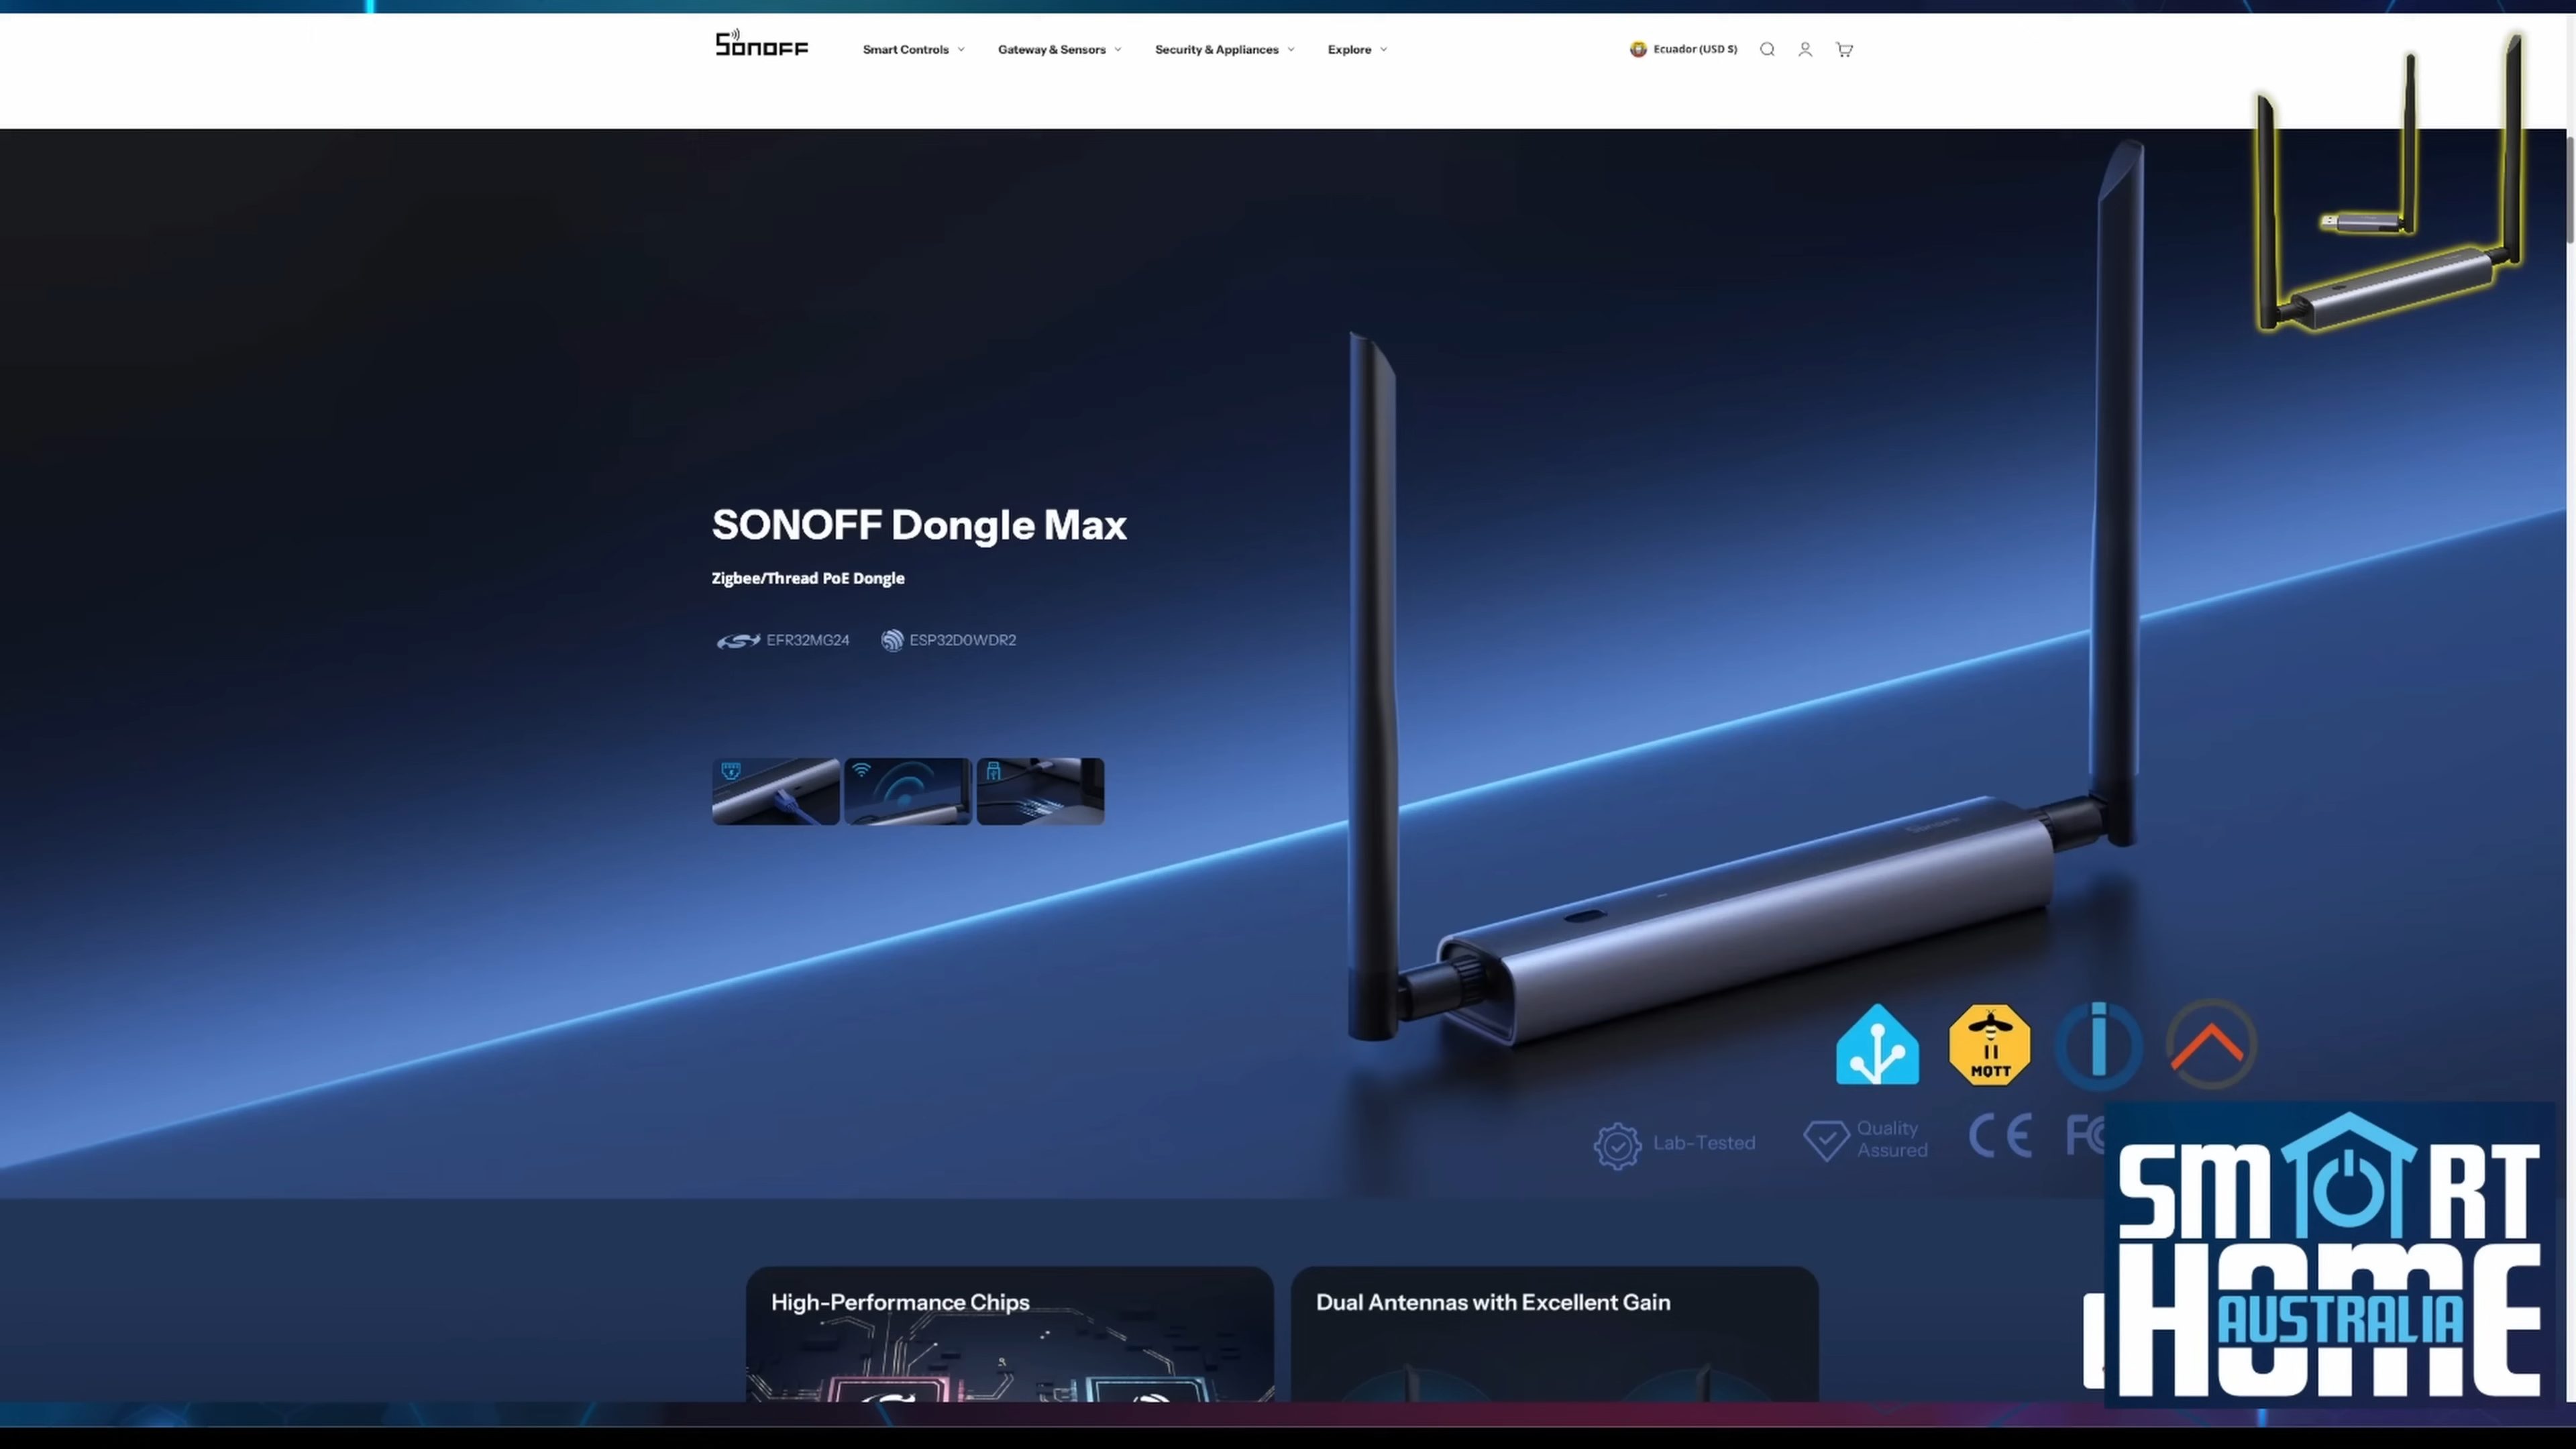 SONOFF
Smart Controls
Gateway & Sensors
Security & Appliances
Explore
Ecuador (USD $)
SONOFF Dongle Max
Zigbee/Thread PoE Dongle
EFR32MG24
ESP32D0WDR2
MQTT
Lab-Tested
Quality
Assured
CE
FC
High-Performance Chips
Dual Antennas with Excellent Gain
SMART
HOME
AUSTRALIA